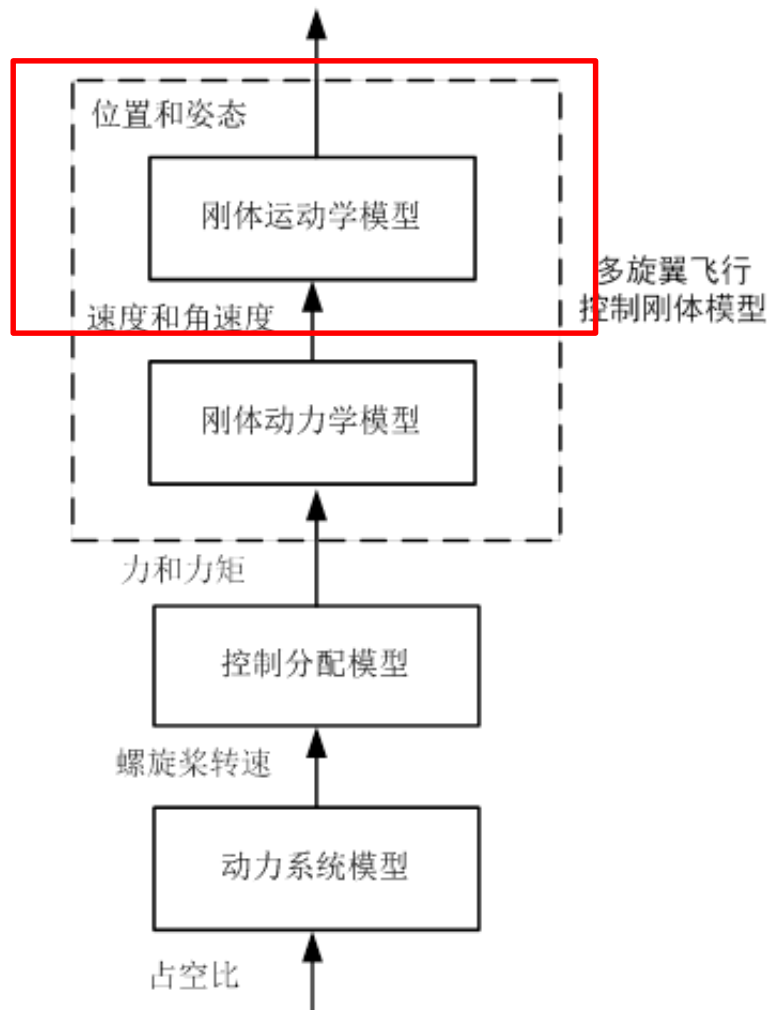 位置和姿态
刚体运动学模型
多旋翼飞行
控制刚体模型
速度和角速度
刚体动力学模型
力和力矩
控制分配模型
螺旋桨转速
动力系统模型
占空比